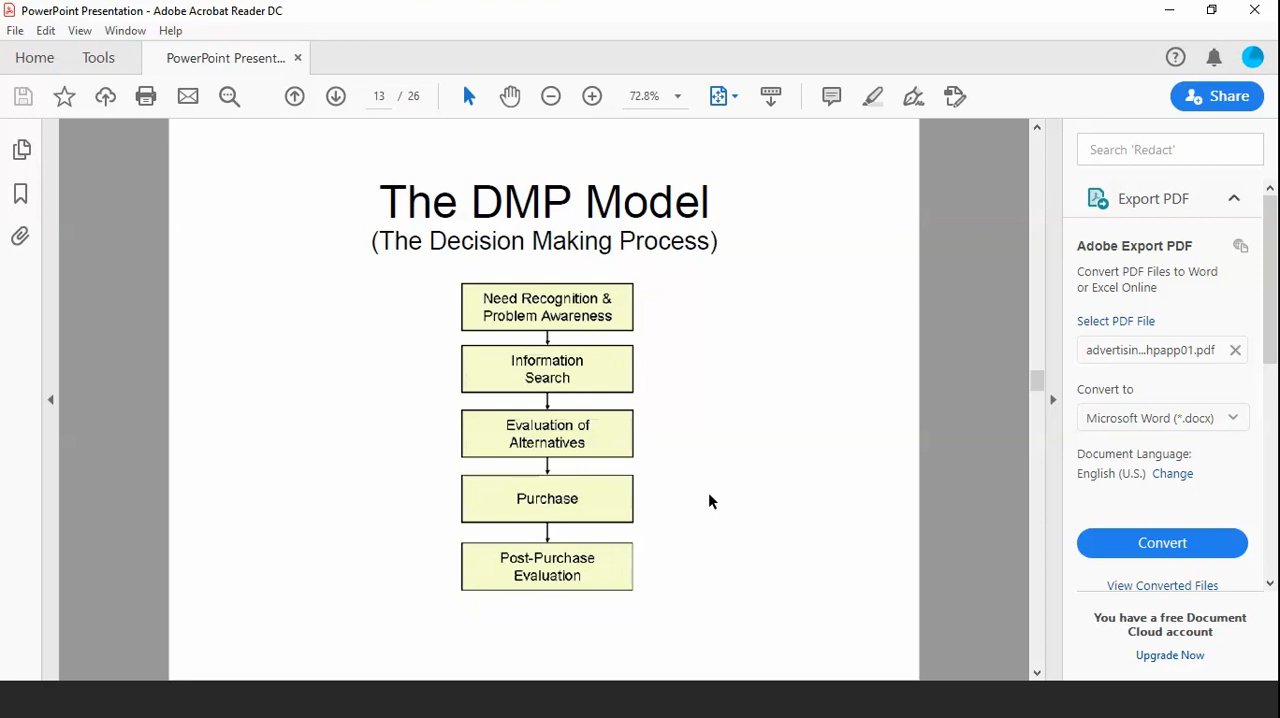 PowerPoint Presentation - Adobe Acrobat Reader DC
File Edit View Window Help
Home Tools PowerPoint Present... ×
13 / 26 72.8% Share
Search 'Redact'
The DMP Model
(The Decision Making Process)
Need Recognition &
Problem Awareness
Information
Search
Evaluation of
Alternatives
Purchase
Post-Purchase
Evaluation
Export PDF
Adobe Export PDF
Convert PDF Files to Word
or Excel Online
Select PDF File
advertisin...hpapp01.pdf
Convert to
Microsoft Word (*.docx)
Document Language:
English (U.S.) Change
Convert
View Converted Files
You have a free Document
Cloud account
Upgrade Now